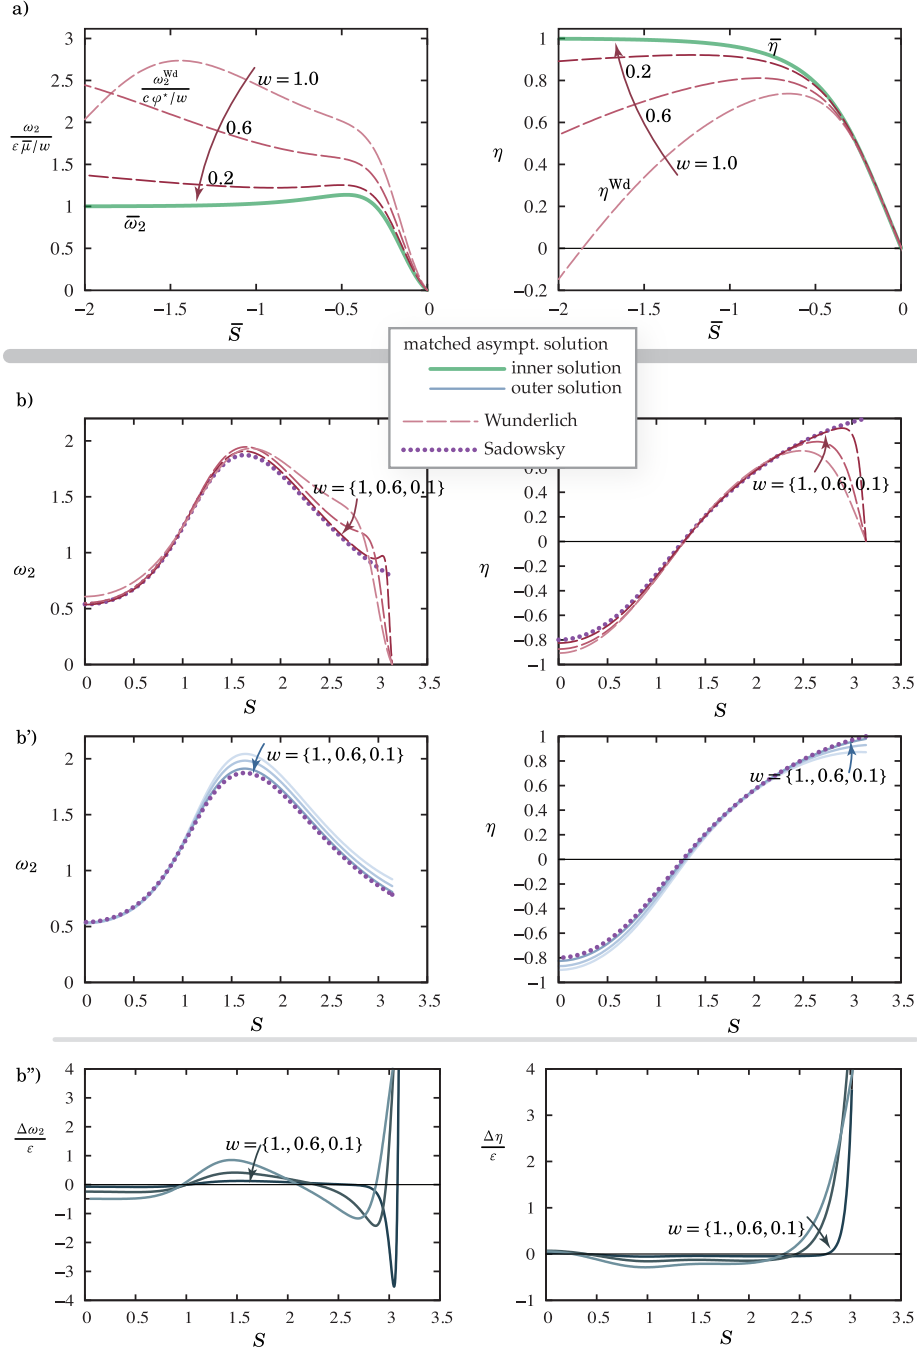 a)
3
2.5
2
1.5
1
0.5
0
ω₂
ε μ̄/w
ω₂ᵂᵈ
c φ*/w
w = 1.0
0.6
0.2
ω̄₂
−2
−1.5
−1
−0.5
0
S̄
1
0.8
0.6
0.4
0.2
0
−0.2
η
η̄
0.2
0.6
w = 1.0
ηᵂᵈ
−2
−1.5
−1
−0.5
0
S̄
matched asympt. solution
inner solution
outer solution
Wunderlich
Sadowsky
b)
2
1.5
1
0.5
0
ω₂
w = {1, 0.6, 0.1}
0
0.5
1
1.5
2
2.5
3
3.5
S
0.4
0.2
0
−0.2
−0.4
−0.6
−0.8
−1
η
w = {1., 0.6, 0.1}
0
0.5
1
1.5
2
2.5
3
3.5
S
b')
2
1.5
1
0.5
0
ω₂
w = {1., 0.6, 0.1}
0
0.5
1
1.5
2
2.5
3
3.5
S
1
0.8
0.6
0.4
0.2
0
−0.2
−0.4
−0.6
−0.8
−1
η
w = {1., 0.6, 0.1}
0
0.5
1
1.5
2
2.5
3
3.5
S
b'')
4
3
2
1
0
−1
−2
−3
−4
Δω₂
ε
w = {1., 0.6, 0.1}
0
0.5
1
1.5
2
2.5
3
3.5
S
4
3
2
1
0
−1
Δη
ε
w = {1., 0.6, 0.1}
0
0.5
1
1.5
2
2.5
3
3.5
S